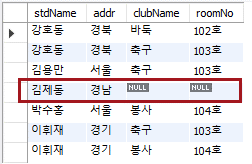 stdName addr clubName roomNo
강호동 경북 바둑 102호
강호동 경북 축구 103호
김용만 서울 축구 103호
김제동 경남 NULL NULL
박수홍 서울 봉사 104호
이휘재 경기 축구 103호
이휘재 경기 봉사 104호